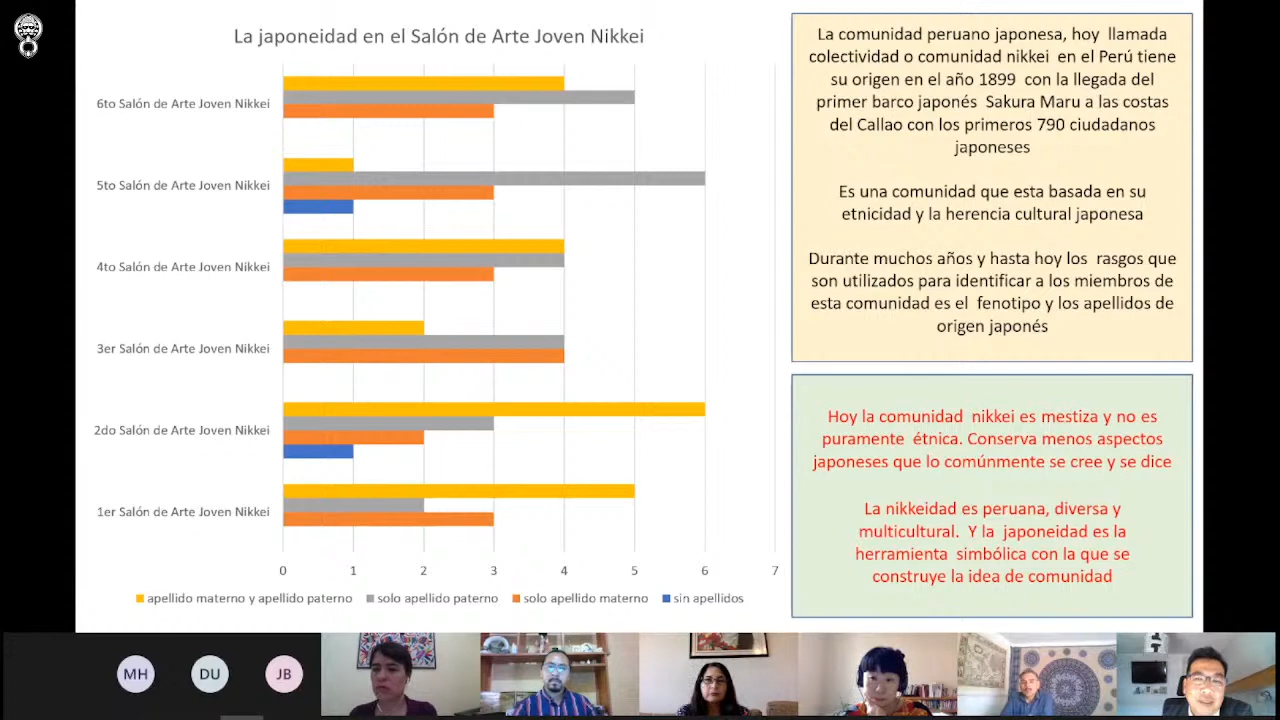 La japoneidad en el Salón de Arte Joven Nikkei
6to Salón de Arte Joven Nikkei
5to Salón de Arte Joven Nikkei
4to Salón de Arte Joven Nikkei
3er Salón de Arte Joven Nikkei
2do Salón de Arte Joven Nikkei
1er Salón de Arte Joven Nikkei
0 1 2 3 4 5 6 7
apellido materno y apellido paterno solo apellido paterno solo apellido materno sin apellidos
La comunidad peruano japonesa, hoy llamada
colectividad o comunidad nikkei en el Perú tiene
su origen en el año 1899 con la llegada del
primer barco japonés Sakura Maru a las costas
del Callao con los primeros 790 ciudadanos
japoneses
Es una comunidad que esta basada en su
etnicidad y la herencia cultural japonesa
Durante muchos años y hasta hoy los rasgos que
son utilizados para identificar a los miembros de
esta comunidad es el fenotipo y los apellidos de
origen japonés
Hoy la comunidad nikkei es mestiza y no es
puramente étnica. Conserva menos aspectos
japoneses que lo comúnmente se cree y se dice
La nikkeidad es peruana, diversa y
multicultural. Y la japoneidad es la
herramienta simbólica con la que se
construye la idea de comunidad
MH DU JB